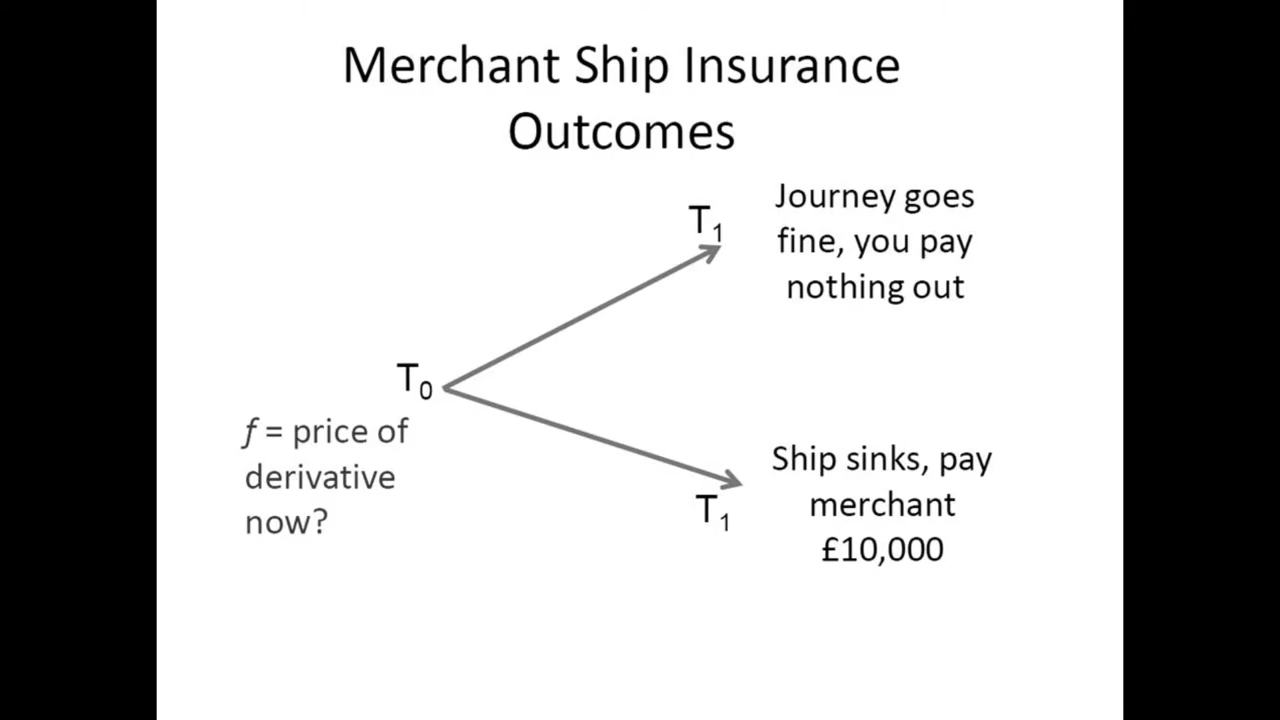 Merchant Ship Insurance
Outcomes
T₁
Journey goes
fine, you pay
nothing out
T₀
f = price of
derivative
now?
Ship sinks, pay
merchant
£10,000
T₁